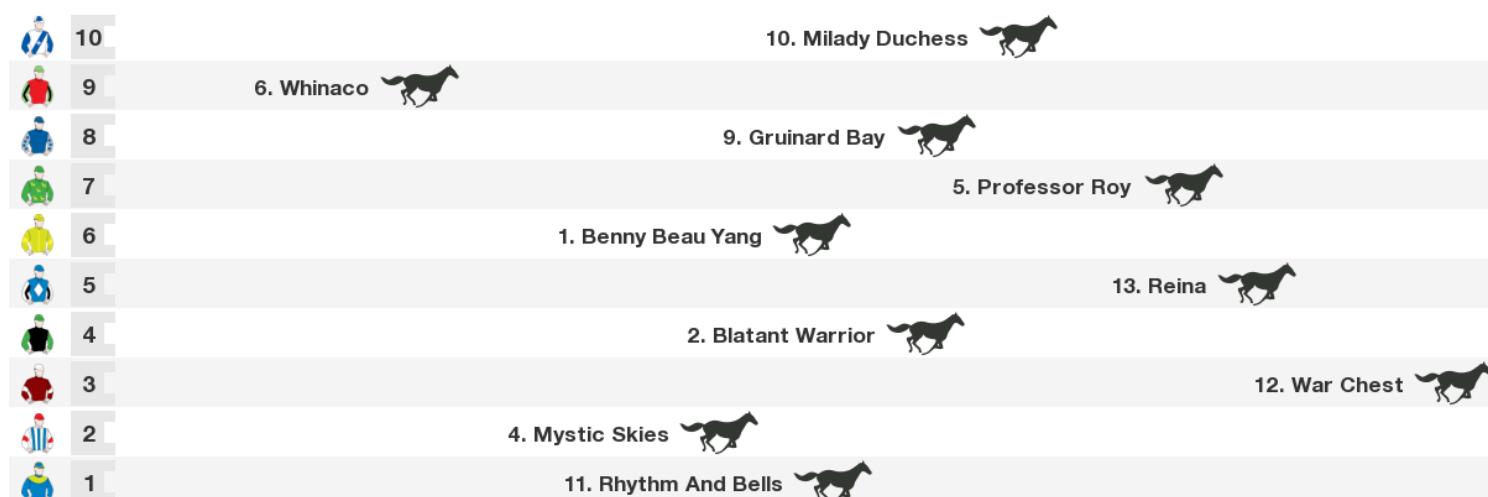 10 10. Milady Duchess
9 6. Whinaco
8 9. Gruinard Bay
7 5. Professor Roy
6 1. Benny Beau Yang
5 13. Reina
4 2. Blatant Warrior
3 12. War Chest
2 4. Mystic Skies
1 11. Rhythm And Bells